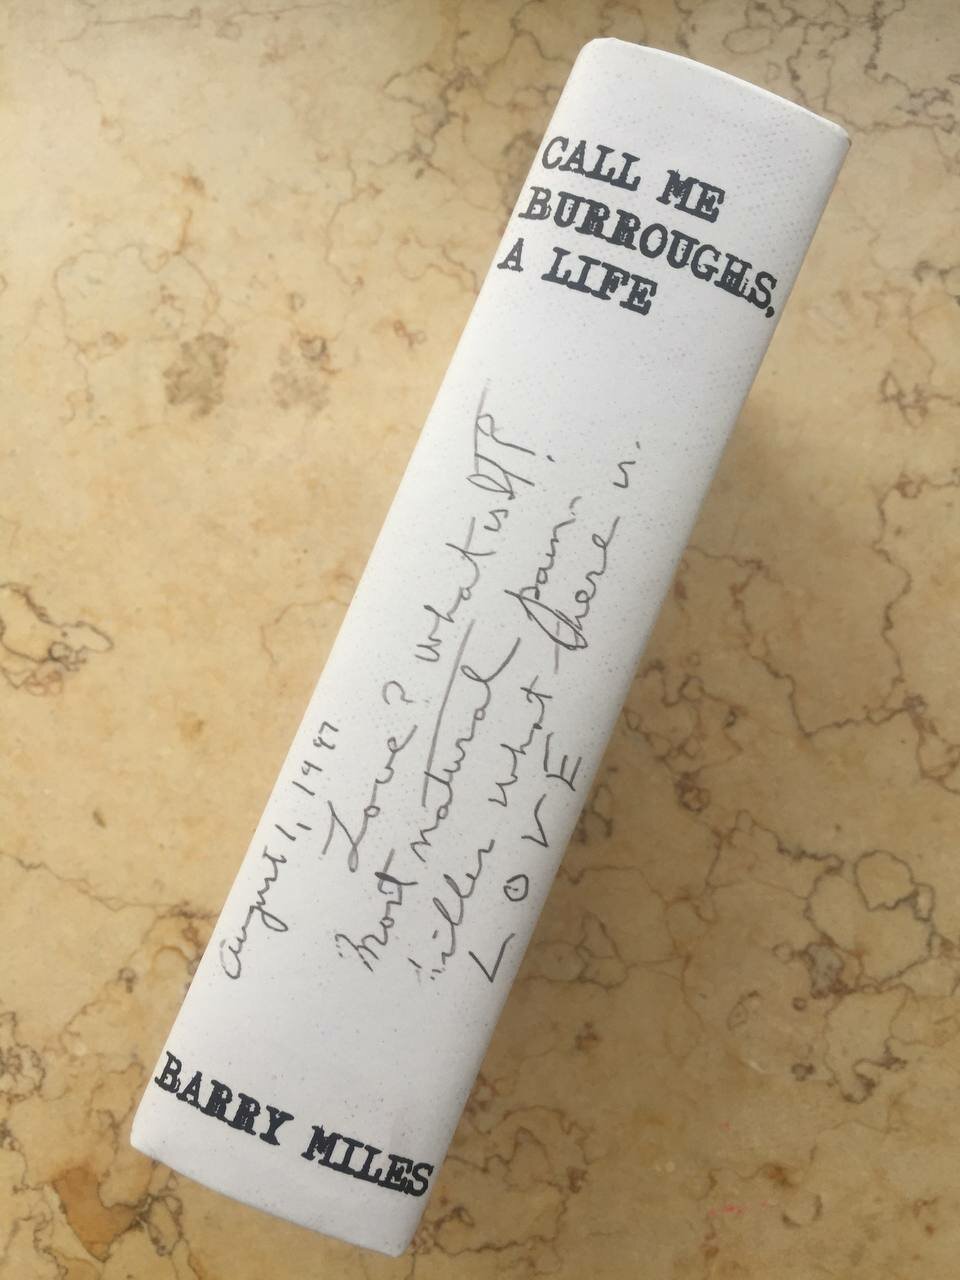 CALL ME
BURROUGHS,
A LIFE
August 1, 1997
Love? What is It?
Most natural pain-
killer what there is.
L O V E
BARRY MILES